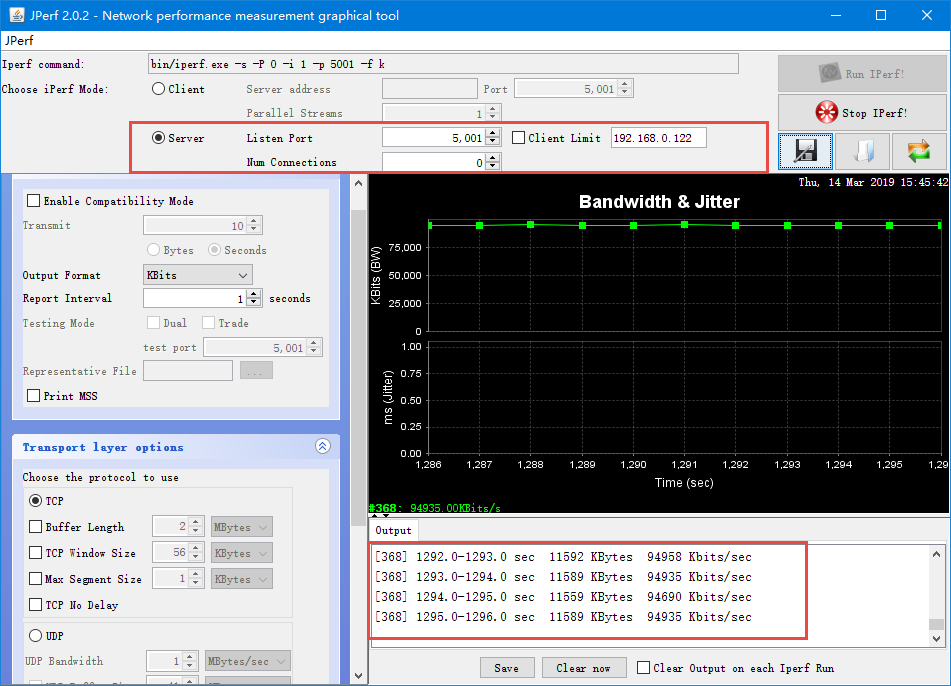 JPerf 2.0.2 - Network performance measurement graphical tool
JPerf
Iperf command:
bin/iperf.exe -s -P 0 -i 1 -p 5001 -f k
Run IPerf!
Choose iPerf Mode:
Client
Server address
Port
5,001
Parallel Streams
1
Stop IPerf!
Server
Listen Port
5,001
Client Limit
192.168.0.122
Num Connections
0
Enable Compatibility Mode
Transmit
10
Bytes
Seconds
Output Format
KBits
Report Interval
1
seconds
Testing Mode
Dual
Trade
test port
5,001
Representative File
...
Print MSS
Transport layer options
Choose the protocol to use
TCP
Buffer Length
2
MBytes
TCP Window Size
56
KBytes
Max Segment Size
1
KBytes
TCP No Delay
UDP
UDP Bandwidth
1
MBytes/sec
Thu, 14 Mar 2019 15:45:42
Bandwidth & Jitter
KBits (BW)
75,000
50,000
25,000
0
ms (Jitter)
1.00
0.75
0.50
0.25
0.00
1,286 1,287 1,288 1,289 1,290 1,291 1,292 1,293 1,294 1,295 1,29
Time (sec)
#368: 94935.00KBits/s
Output
[368] 1292.0-1293.0 sec 11592 KBytes 94958 Kbits/sec
[368] 1293.0-1294.0 sec 11589 KBytes 94935 Kbits/sec
[368] 1294.0-1295.0 sec 11559 KBytes 94690 Kbits/sec
[368] 1295.0-1296.0 sec 11589 KBytes 94935 Kbits/sec
Save
Clear now
Clear Output on each Iperf Run